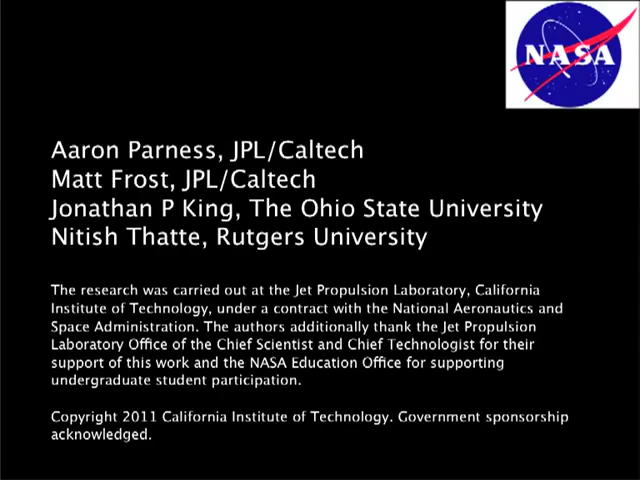 NASA
Aaron Parness, JPL/Caltech
Matt Frost, JPL/Caltech
Jonathan P King, The Ohio State University
Nitish Thatte, Rutgers University
The research was carried out at the Jet Propulsion Laboratory, California
Institute of Technology, under a contract with the National Aeronautics and
Space Administration. The authors additionally thank the Jet Propulsion
Laboratory Office of the Chief Scientist and Chief Technologist for their
support of this work and the NASA Education Office for supporting
undergraduate student participation.
Copyright 2011 California Institute of Technology. Government sponsorship
acknowledged.